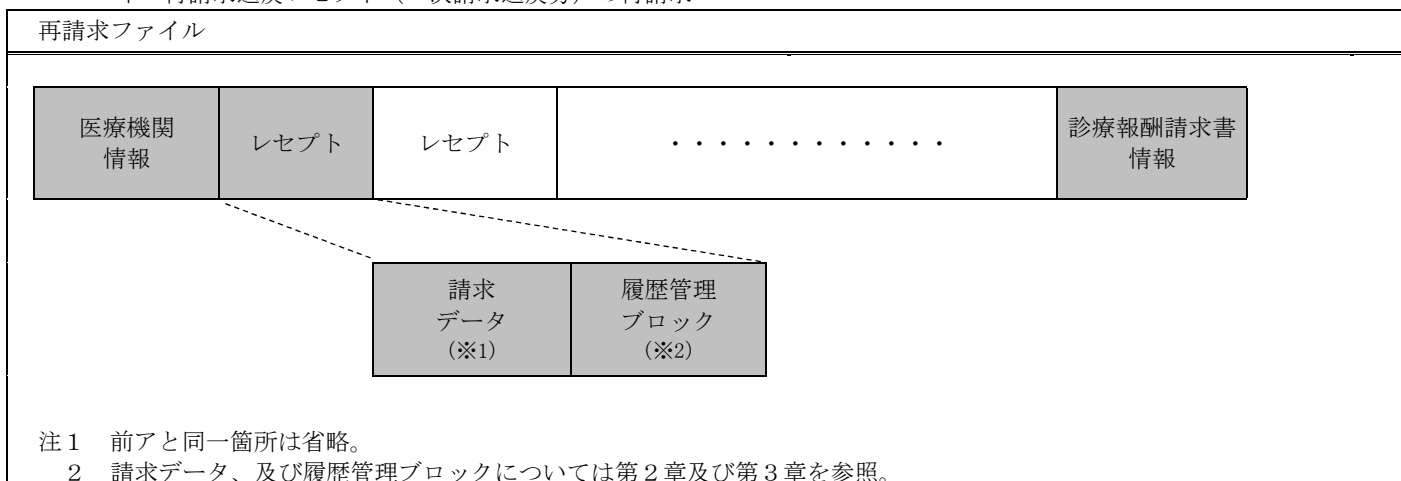 再請求ファイル
医療機関
情報
レセプト
レセプト
・・・・・・・・・・・・・
診療報酬請求書
情報
請求
データ
(※1)
履歴管理
ブロック
(※2)
注１　前アと同一箇所は省略。
２　請求データ、及び履歴管理ブロックについては第２章及び第３章を参照。